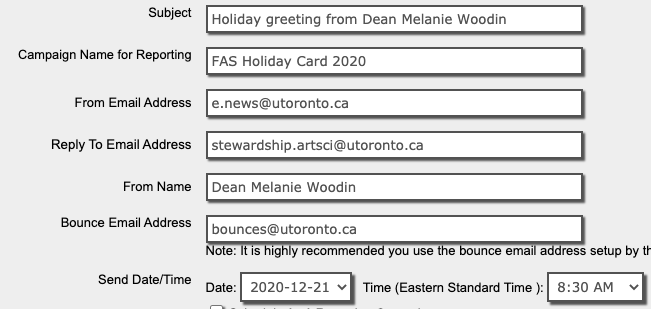 Subject Holiday greeting from Dean Melanie Woodin
Campaign Name for Reporting FAS Holiday Card 2020
From Email Address e.news@utoronto.ca
Reply To Email Address stewardship.artsci@utoronto.ca
From Name Dean Melanie Woodin
Bounce Email Address bounces@utoronto.ca
Note: It is highly recommended you use the bounce email address setup by th
Send Date/Time Date: 2020-12-21 Time (Eastern Standard Time ): 8:30 AM